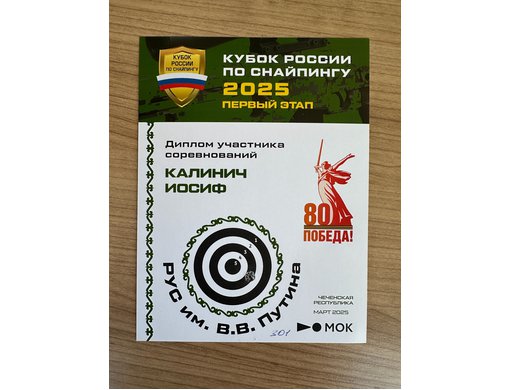 КУБОК
РОССИИ
ПО СНАЙПИНГУ
КУБОК РОССИИ
ПО СНАЙПИНГУ
2025
ПЕРВЫЙ ЭТАП
Диплом участника
соревнований
КАЛИНИЧ
ИОСИФ
80
ПОБЕДА!
РУС им. В.В. Путина
ЧЕЧЕНСКАЯ
РЕСПУБЛИКА
МАРТ 2025
МОК
301